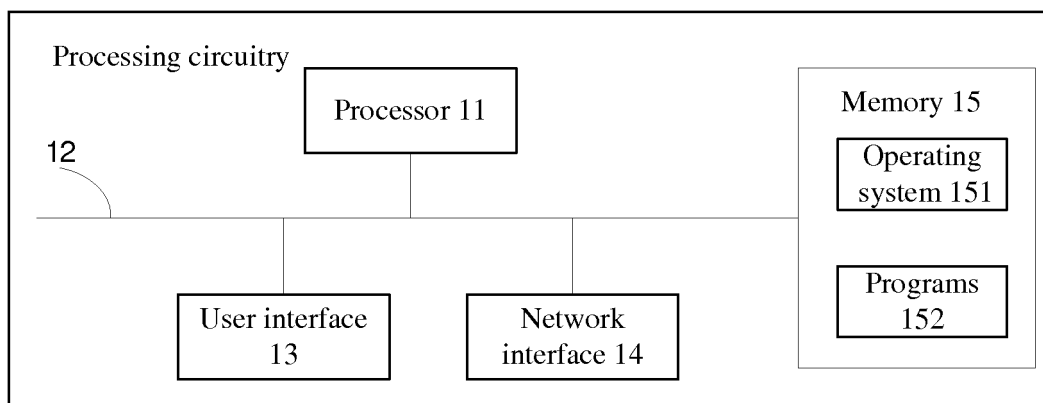 Processing circuitry
Processor 11
Memory 15
12
Operating
system 151
Programs
152
User interface
13
Network
interface 14